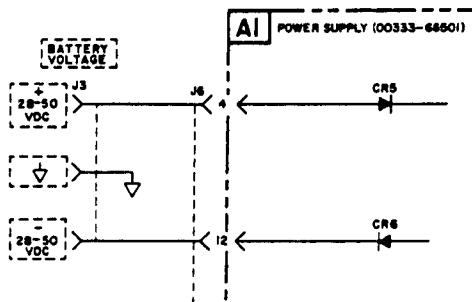 A1 POWER SUPPLY (00333-66501)
BATTERY
VOLTAGE
J3 J6 CR5
+
28-50
VDC
4
12
CR6
-
28-50
VDC